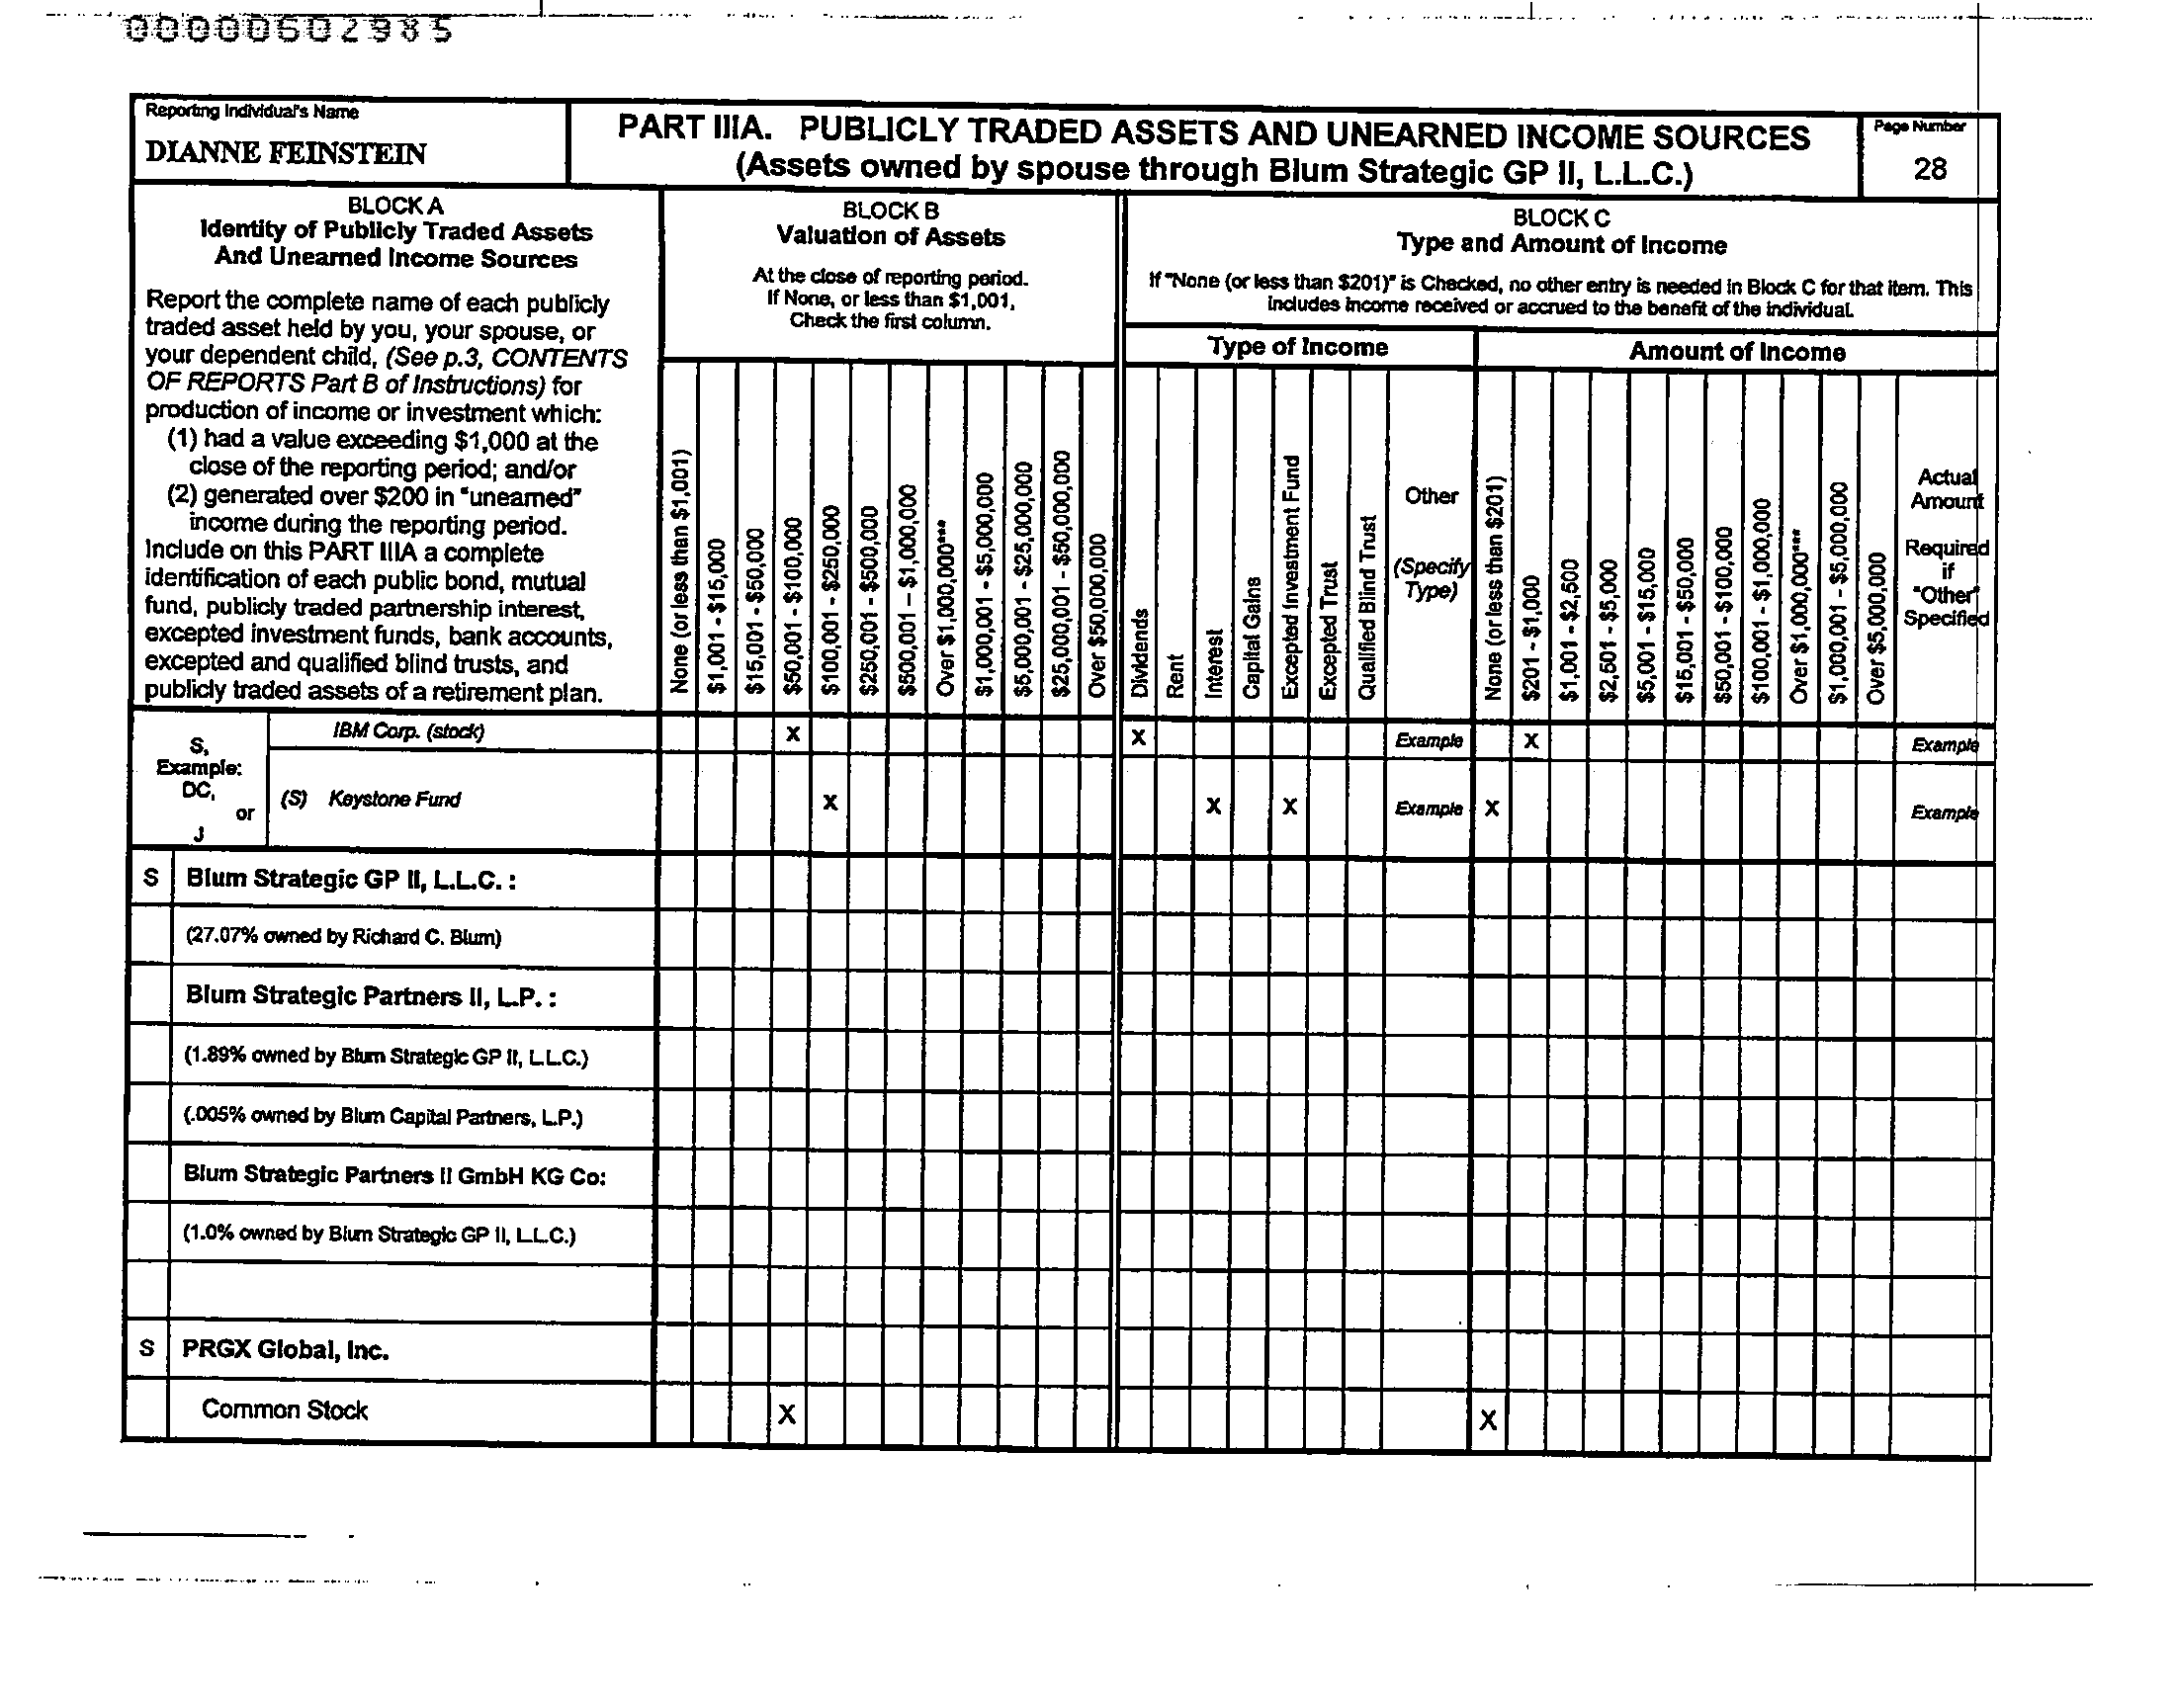 00000602985
Reporting Individual's Name
DIANNE FEINSTEIN
PART IIIA. PUBLICLY TRADED ASSETS AND UNEARNED INCOME SOURCES
(Assets owned by spouse through Blum Strategic GP II, L.L.C.)
Page Number
28
BLOCK A
Identity of Publicly Traded Assets
And Unearned Income Sources
Report the complete name of each publicly
traded asset held by you, your spouse, or
your dependent child, (See p.3, CONTENTS
OF REPORTS Part B of Instructions) for
production of income or investment which:
(1) had a value exceeding $1,000 at the
close of the reporting period; and/or
(2) generated over $200 in "unearned"
income during the reporting period.
Include on this PART IIIA a complete
identification of each public bond, mutual
fund, publicly traded partnership interest,
excepted investment funds, bank accounts,
excepted and qualified blind trusts, and
publicly traded assets of a retirement plan.
BLOCK B
Valuation of Assets
At the close of reporting period.
If None, or less than $1,001,
Check the first column.
None (or less than $1,001)
$1,001 - $15,000
$15,001 - $50,000
$50,001 - $100,000
$100,001 - $250,000
$250,001 - $500,000
$500,001 – $1,000,000
Over $1,000,000***
$1,000,001 - $5,000,000
$5,000,001 - $25,000,000
$25,000,001 - $50,000,000
Over $50,000,000
BLOCK C
Type and Amount of Income
If "None (or less than $201)" is Checked, no other entry is needed in Block C for that item. This
includes income received or accrued to the benefit of the individual.
Type of Income
Dividends
Rent
Interest
Capital Gains
Excepted Investment Fund
Excepted Trust
Qualified Blind Trust
Other
(Specify
Type)
Amount of Income
None (or less than $201)
$201 - $1,000
$1,001 - $2,500
$2,501 - $5,000
$5,001 - $15,000
$15,001 - $50,000
$50,001 - $100,000
$100,001 - $1,000,000
Over $1,000,000***
$1,000,001 - $5,000,000
Over $5,000,000
Actual
Amount
Required
if
"Other"
Specified
S,
Example:
DC,
or
J
IBM Corp. (stock) X X Example X Example
(S) Keystone Fund X X X Example X Example
S Blum Strategic GP II, L.L.C. :
(27.07% owned by Richard C. Blum)
Blum Strategic Partners II, L.P. :
(1.89% owned by Blum Strategic GP II, L.L.C.)
(.005% owned by Blum Capital Partners, L.P.)
Blum Strategic Partners II GmbH KG Co:
(1.0% owned by Blum Strategic GP II, L.L.C.)
S PRGX Global, Inc.
Common Stock X X